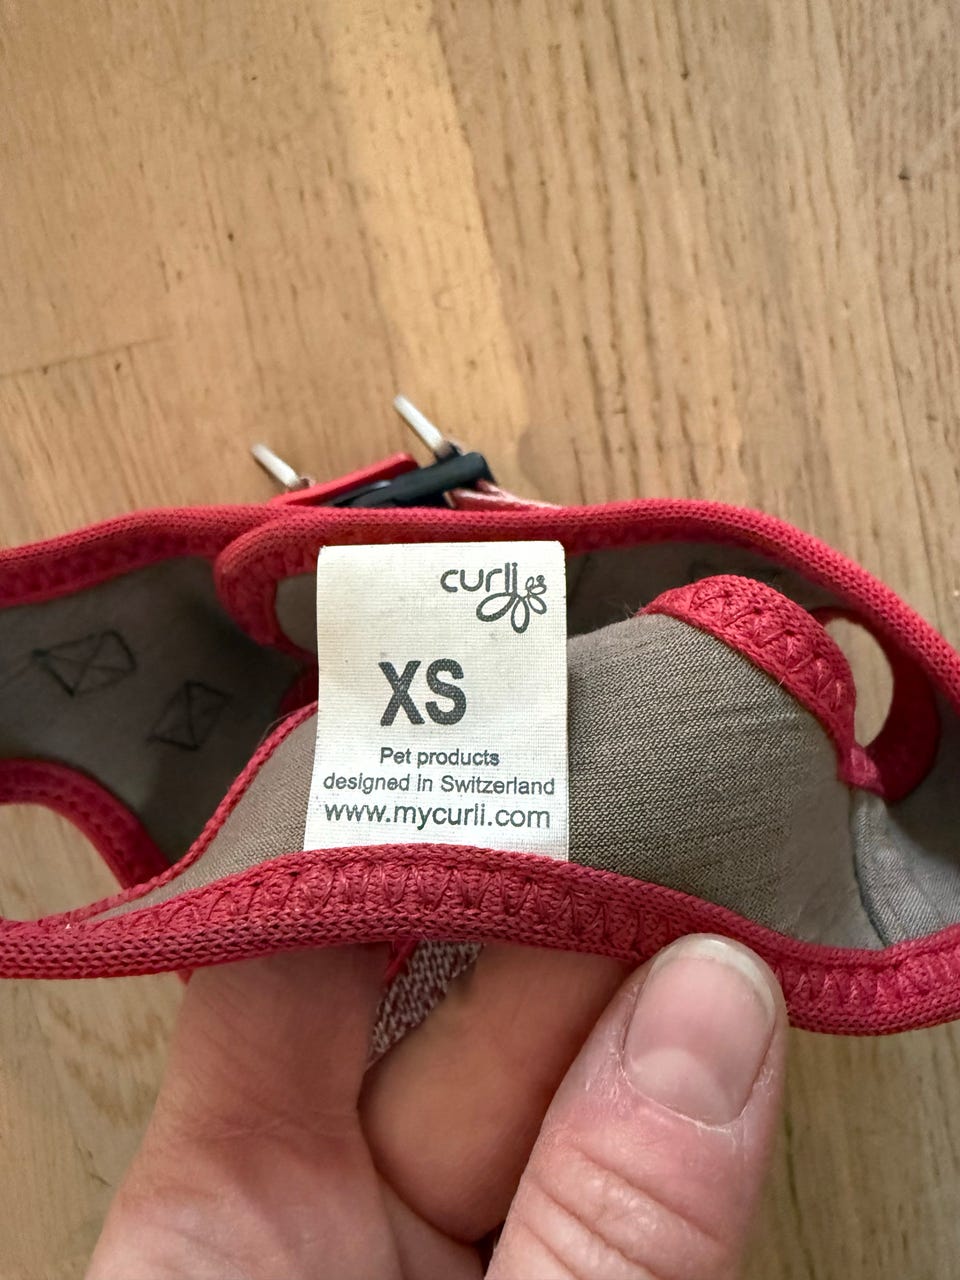 curli
XS
Pet products
designed in Switzerland
www.mycurli.com